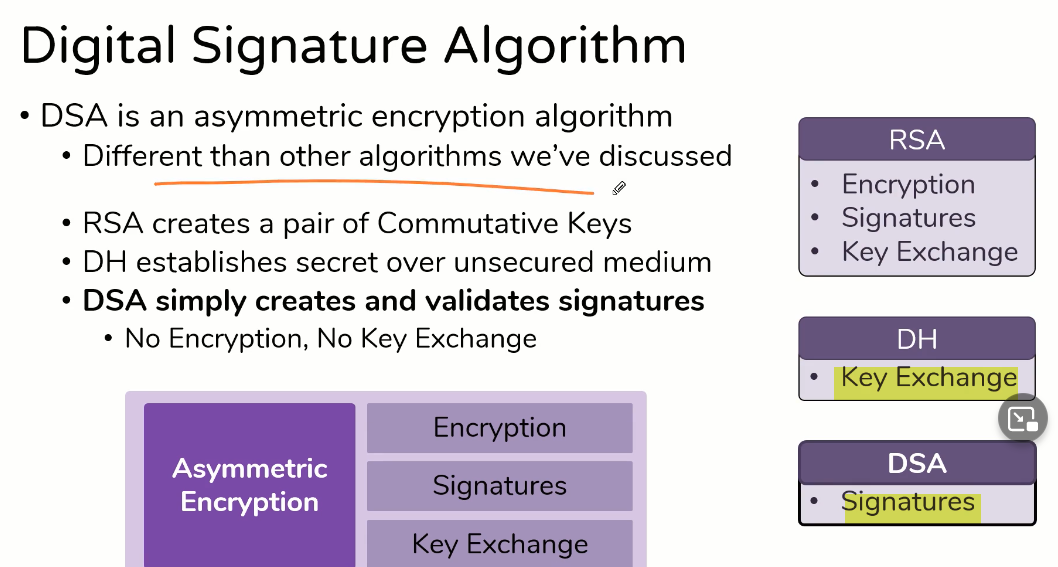 Digital Signature Algorithm
• DSA is an asymmetric encryption algorithm
• Different than other algorithms we've discussed
• RSA creates a pair of Commutative Keys
• DH establishes secret over unsecured medium
• DSA simply creates and validates signatures
• No Encryption, No Key Exchange
Asymmetric
Encryption
Encryption
Signatures
Key Exchange
RSA
• Encryption
• Signatures
• Key Exchange
DH
• Key Exchange
DSA
• Signatures